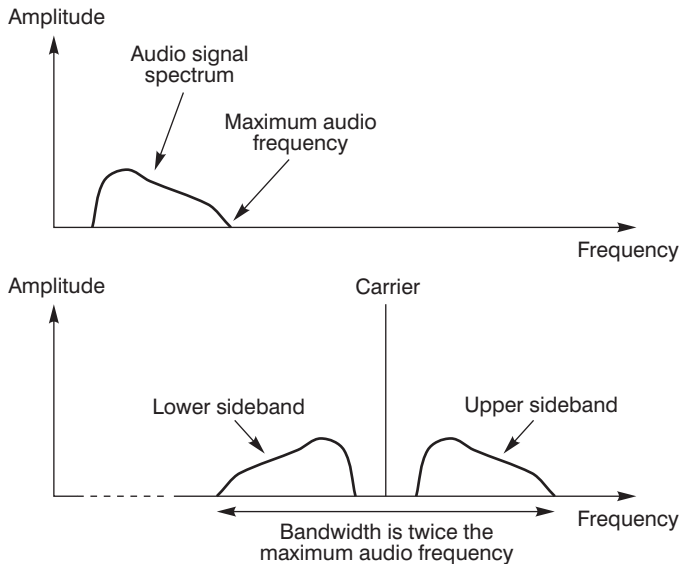 Amplitude
Audio signal
spectrum
Maximum audio
frequency
Frequency
Amplitude
Carrier
Lower sideband
Upper sideband
Frequency
Bandwidth is twice the
maximum audio frequency